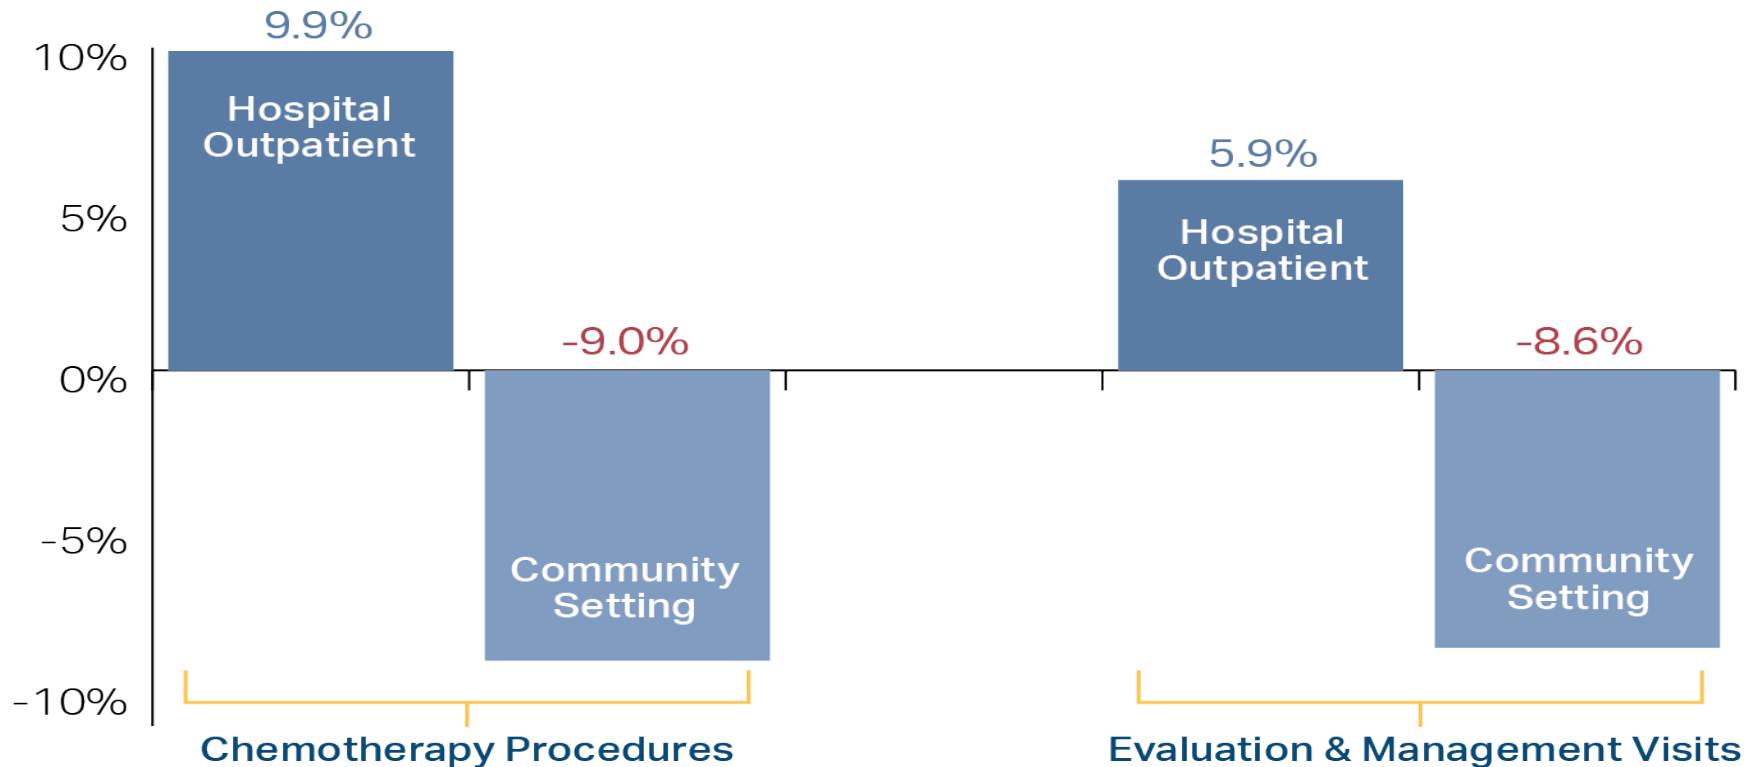 9.9%
10%
Hospital
Outpatient
5.9%
5%
Hospital
Outpatient
-9.0%
-8.6%
0%
-5%
Community
Setting
Community
Setting
-10%
Chemotherapy Procedures
Evaluation & Management Visits